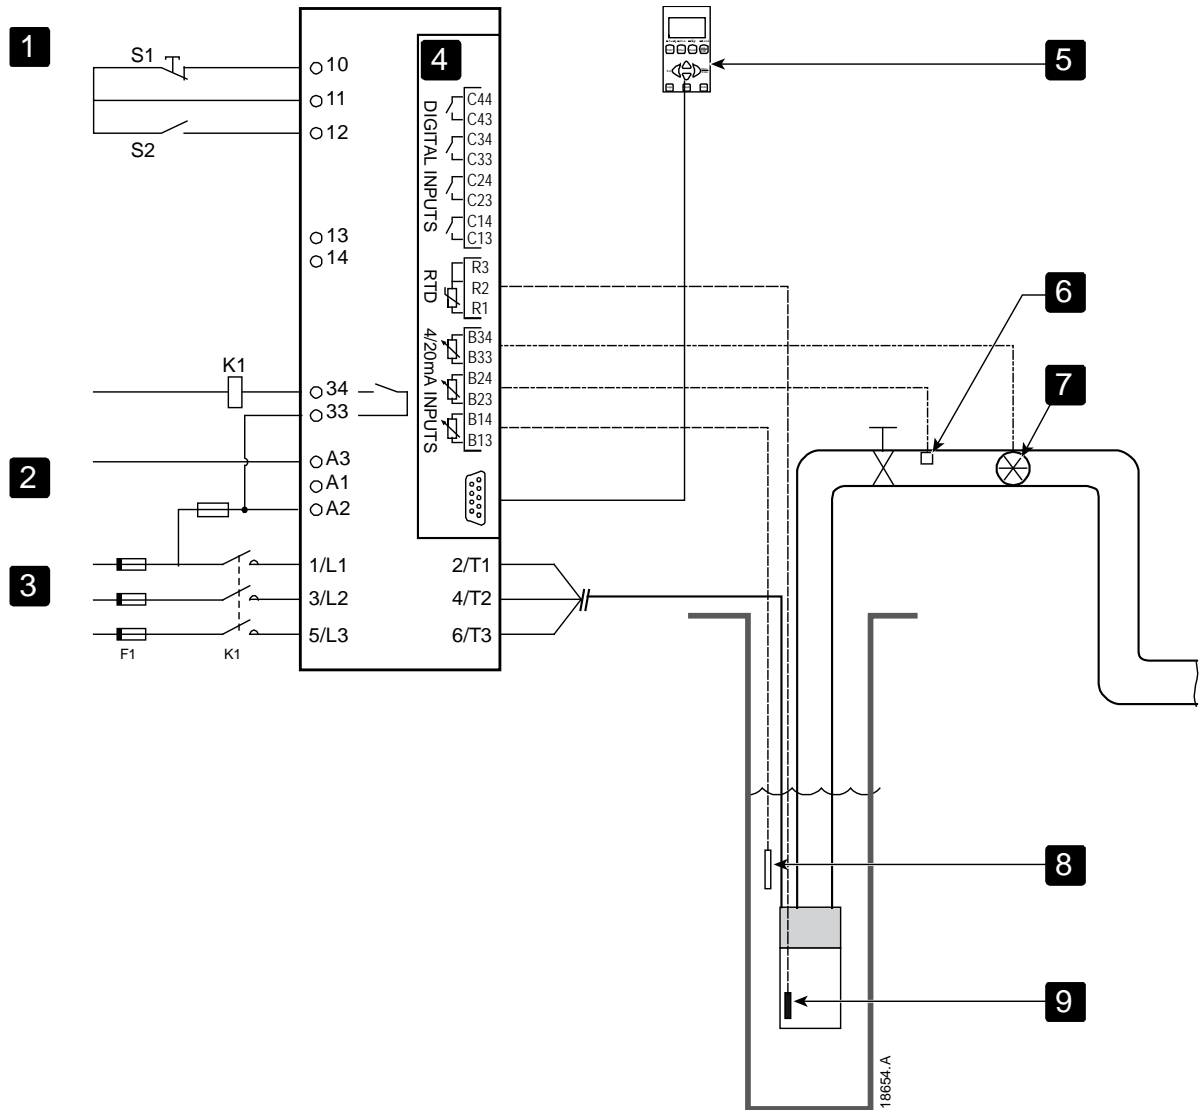 1
S1
10
11
12
S2
4
DIGITAL INPUTS
C44
C43
C34
C33
C24
C23
C14
C13
5
13
14
RTD
R3
R2
R1
6
4/20mA INPUTS
B34
B33
B24
B23
B14
B13
7
K1
34
33
2
A3
A1
A2
3
1/L1
3/L2
5/L3
2/T1
4/T2
6/T3
F1
K1
8
9
18654.A